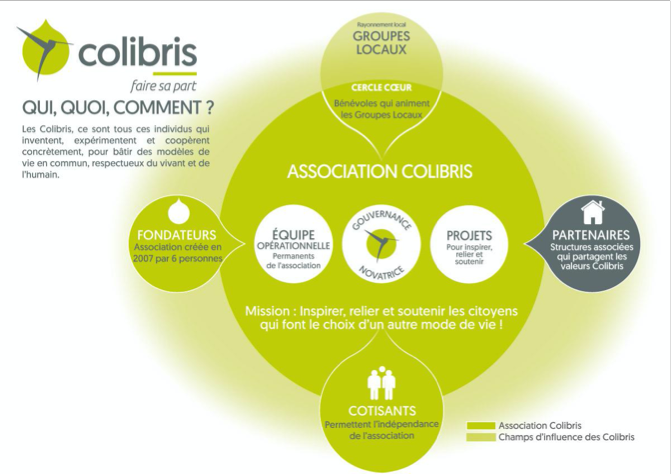 colibris
faire sa part
QUI, QUOI, COMMENT ?
Les Colibris, ce sont tous ces individus qui
inventent, expérimentent et coopèrent
concrètement, pour bâtir des modèles de
vie en commun, respectueux du vivant et de
l'humain.
Rayonnement local
GROUPES
LOCAUX
CERCLE CŒUR
Bénévoles qui animent
les Groupes Locaux
ASSOCIATION COLIBRIS
FONDATEURS
Association créée en
2007 par 6 personnes
ÉQUIPE
OPÉRATIONNELLE
Permanents
de l'association
GOUVERNANCE
NOVATRICE
PROJETS
Pour inspirer,
relier et
soutenir
PARTENAIRES
Structures associées
qui partagent les
valeurs Colibris
Mission : Inspirer, relier et soutenir les citoyens
qui font le choix d'un autre mode de vie !
COTISANTS
Permettent l'indépendance
de l'association
Association Colibris
Champs d'influence des Colibris